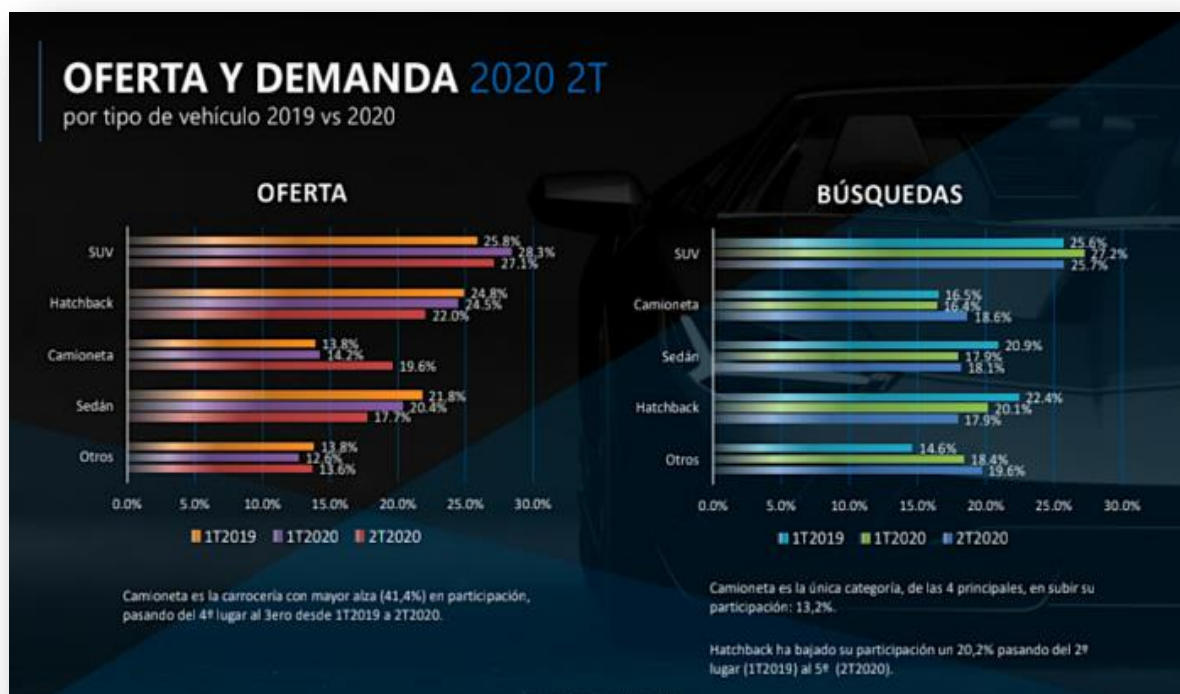 OFERTA Y DEMANDA 2020 2T
por tipo de vehículo 2019 vs 2020
OFERTA
SUV
25.8%
28.3%
27.1%
Hatchback
24.8%
24.5%
22.0%
Camioneta
13.8%
14.2%
19.6%
Sedán
21.8%
20.4%
17.7%
Otros
13.8%
12.6%
13.6%
0.0% 5.0% 10.0% 15.0% 20.0% 25.0% 30.0%
1T2019 1T2020 2T2020
Camioneta es la carrocería con mayor alza (41,4%) en participación,
pasando del 4º lugar al 3ero desde 1T2019 a 2T2020.
BÚSQUEDAS
SUV
25.6%
27.2%
25.7%
Camioneta
16.5%
16.4%
18.6%
Sedán
20.9%
17.9%
18.1%
Hatchback
22.4%
20.1%
17.9%
Otros
14.6%
18.4%
19.6%
0.0% 5.0% 10.0% 15.0% 20.0% 25.0% 30.0%
1T2019 1T2020 2T2020
Camioneta es la única categoría, de las 4 principales, en subir su
participación: 13,2%.
Hatchback ha bajado su participación un 20,2% pasando del 2º
lugar (1T2019) al 5º (2T2020).